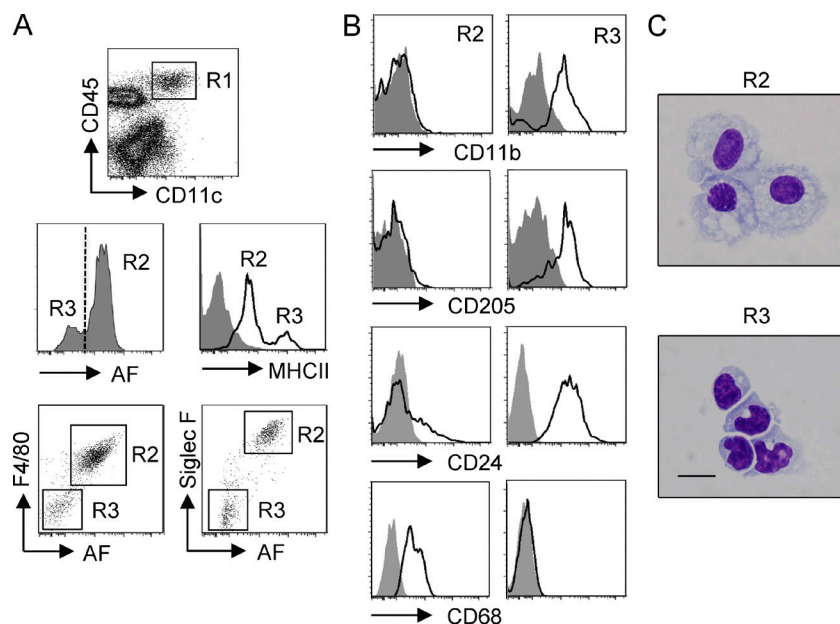 A
CD45
R1
CD11c
R3
R2
AF
R2
R3
MHCII
F4/80
R2
R3
AF
Siglec F
R2
R3
AF
B
R2
R3
CD11b
CD205
CD24
CD68
C
R2
R3